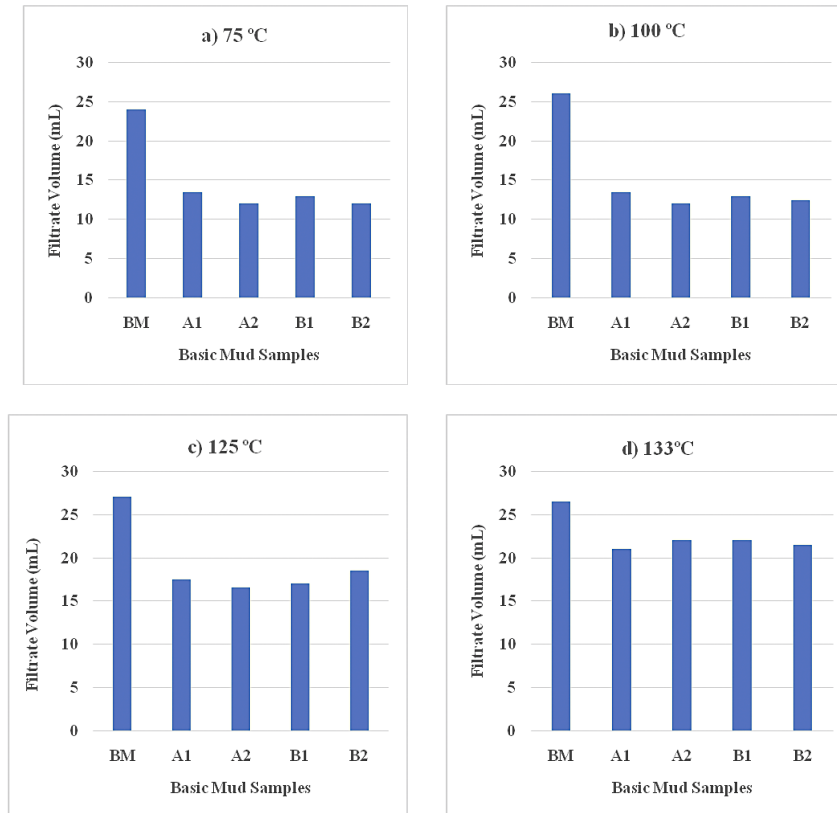 a) 75 ºC
30
25
20
15
10
5
0
Filtrate Volume (mL)
BM A1 A2 B1 B2
Basic Mud Samples
b) 100 ºC
30
25
20
15
10
5
0
Filtrate Volume (mL)
BM A1 A2 B1 B2
Basic Mud Samples
c) 125 ºC
30
25
20
15
10
5
0
Filtrate Volume (mL)
BM A1 A2 B1 B2
Basic Mud Samples
d) 133ºC
30
25
20
15
10
5
0
Filtrate Volume (mL)
BM A1 A2 B1 B2
Basic Mud Samples